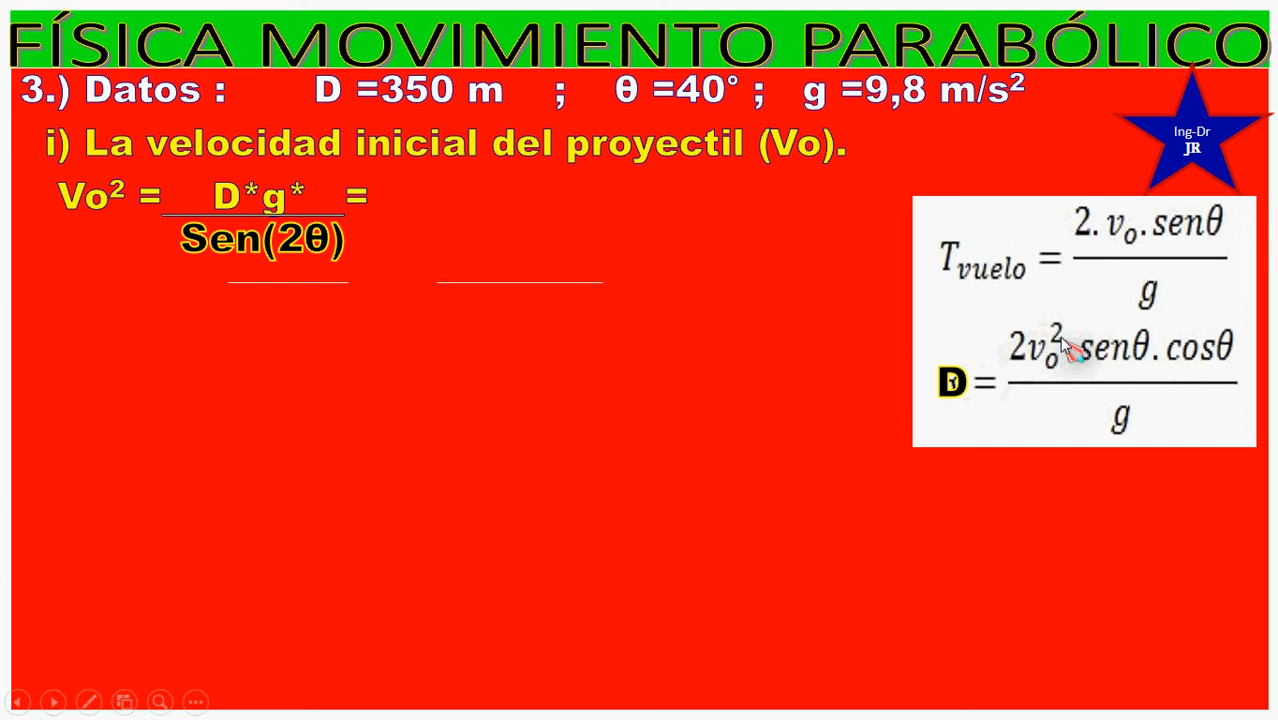 FÍSICA MOVIMIENTO PARABÓLICO
3.) Datos : D =350 m ; θ =40° ; g =9,8 m/s²
Ing-Dr
JR
i) La velocidad inicial del proyectil (Vo).
Vo² = D*g* =
Sen(2θ)
T_vuelo = 2. v_o . senθ
g
D = 2v_o² senθ . cosθ
g